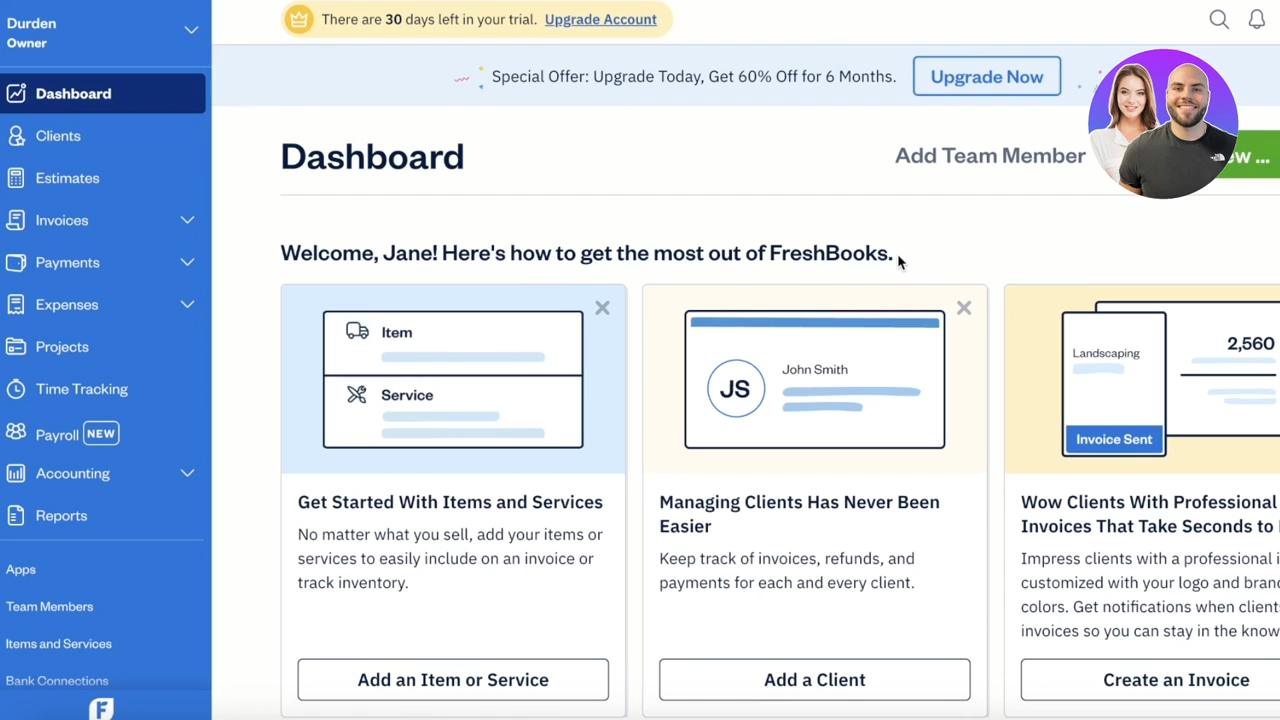 Durden
Owner
Dashboard
Clients
Estimates
Invoices
Payments
Expenses
Projects
Time Tracking
Payroll NEW
Accounting
Reports
Apps
Team Members
Items and Services
Bank Connections
There are 30 days left in your trial. Upgrade Account
Special Offer: Upgrade Today, Get 60% Off for 6 Months. Upgrade Now
Dashboard
Add Team Member
Welcome, Jane! Here's how to get the most out of FreshBooks.
Item
Service
Get Started With Items and Services
No matter what you sell, add your items or
services to easily include on an invoice or
track inventory.
Add an Item or Service
John Smith
JS
Managing Clients Has Never Been
Easier
Keep track of invoices, refunds, and
payments for each and every client.
Add a Client
Landscaping
2,560
Invoice Sent
Wow Clients With Professional
Invoices That Take Seconds to
Impress clients with a professional
customized with your logo and
colors. Get notifications when
invoices so you can stay in the
Create an Invoice